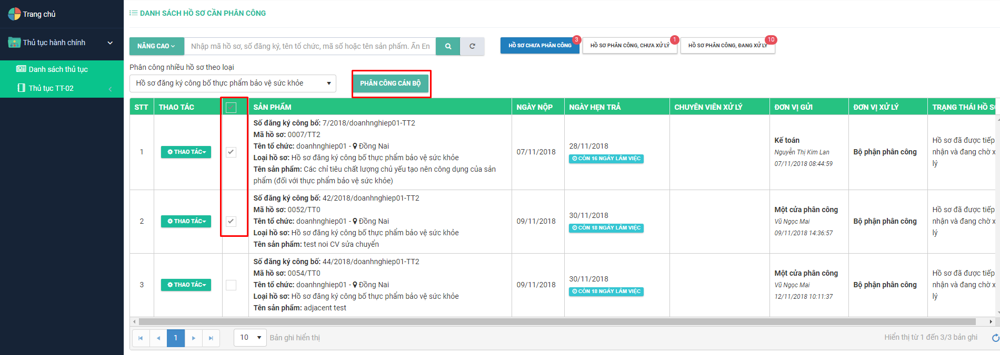 Trang chủ
Thủ tục hành chính
Danh sách thủ tục
Thủ tục TT-02
DANH SÁCH HỒ SƠ CẦN PHÂN CÔNG
NÂNG CAO
Nhập mã hồ sơ, số đăng ký, tên tổ chức, mã số hoặc tên sản phẩm. Ấn En
HỒ SƠ CHƯA PHÂN CÔNG
3
HỒ SƠ PHÂN CÔNG, CHƯA XỬ LÝ
1
HỒ SƠ PHÂN CÔNG, ĐANG XỬ LÝ
10
Phân công nhiều hồ sơ theo loại
Hồ sơ đăng ký công bố thực phẩm bảo vệ sức khỏe
PHÂN CÔNG CÁN BỘ
STT THAO TÁC SẢN PHẨM NGÀY NỘP NGÀY HẸN TRẢ CHUYÊN VIÊN XỬ LÝ ĐƠN VỊ GỬI ĐƠN VỊ XỬ LÝ TRẠNG THÁI HỒ SƠ
1
THAO TÁC
Số đăng ký công bố: 7/2018/doanhnghiep01-TT2
Mã hồ sơ: 0007/TT2
Tên tổ chức: doanhnghiep01 - Đồng Nai
Loại hồ sơ: Hồ sơ đăng ký công bố thực phẩm bảo vệ sức khỏe
Tên sản phẩm: Các chỉ tiêu chất lượng chủ yếu tạo nên công dụng của sản
phẩm (đối với thực phẩm bảo vệ sức khỏe)
07/11/2018
28/11/2018
CÒN 16 NGÀY LÀM VIỆC
Kế toán
Nguyễn Thị Kim Lan
07/11/2018 08:44:59
Bộ phận phân công
Hồ sơ đã được tiếp
nhận và đang chờ x
lý
2
THAO TÁC
Số đăng ký công bố: 42/2018/doanhnghiep01-TT2
Mã hồ sơ: 0052/TT0
Tên tổ chức: doanhnghiep01 - Đồng Nai
Loại hồ sơ: Hồ sơ đăng ký công bố thực phẩm bảo vệ sức khỏe
Tên sản phẩm: test noi CV sửa chuyển
09/11/2018
30/11/2018
CÒN 18 NGÀY LÀM VIỆC
Một cửa phân công
Vũ Ngọc Mai
09/11/2018 14:36:57
Bộ phận phân công
Hồ sơ đã được tiếp
nhận và đang chờ x
lý
3
THAO TÁC
Số đăng ký công bố: 44/2018/doanhnghiep01-TT2
Mã hồ sơ: 0054/TT0
Tên tổ chức: doanhnghiep01 - Đồng Nai
Loại hồ sơ: Hồ sơ đăng ký công bố thực phẩm bảo vệ sức khỏe
Tên sản phẩm: adjacent test
09/11/2018
30/11/2018
CÒN 18 NGÀY LÀM VIỆC
Một cửa phân công
Vũ Ngọc Mai
12/11/2018 10:11:37
Bộ phận phân công
Hồ sơ đã được tiếp
nhận và đang chờ x
lý
1
10
Bản ghi hiển thị
Hiển thị từ 1 đến 3/3 bản ghi